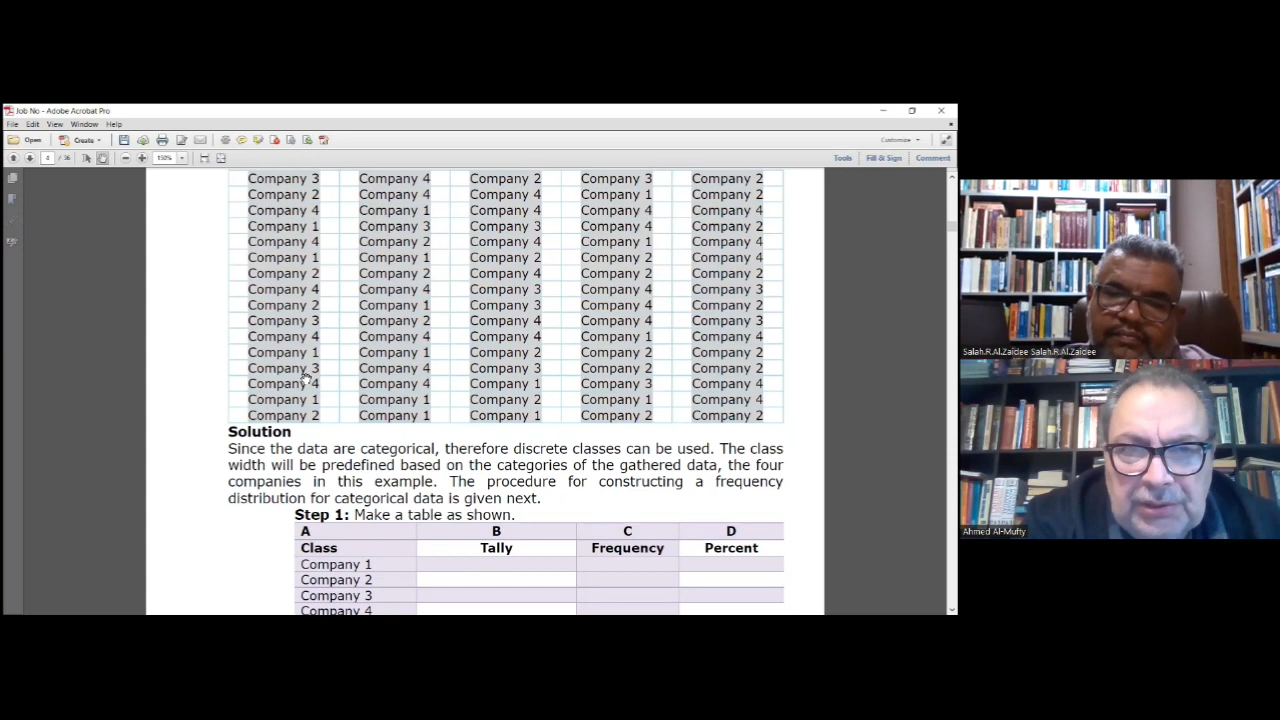 Job No - Adobe Acrobat Pro
File Edit View Window Help
Open Create Customize
4 / 36 150% Tools Fill & Sign Comment
Company 3 Company 4 Company 2 Company 3 Company 2
Company 2 Company 4 Company 4 Company 1 Company 2
Company 4 Company 1 Company 4 Company 4 Company 4
Company 1 Company 3 Company 3 Company 4 Company 2
Company 4 Company 2 Company 4 Company 1 Company 4
Company 1 Company 1 Company 2 Company 2 Company 4
Company 2 Company 2 Company 4 Company 2 Company 2
Company 4 Company 4 Company 3 Company 4 Company 3
Company 2 Company 1 Company 3 Company 4 Company 2
Company 3 Company 2 Company 4 Company 4 Company 3
Company 4 Company 4 Company 4 Company 1 Company 4
Company 1 Company 1 Company 2 Company 2 Company 2
Company 3 Company 4 Company 3 Company 2 Company 2
Company 4 Company 4 Company 1 Company 3 Company 4
Company 1 Company 1 Company 2 Company 1 Company 4
Company 2 Company 1 Company 1 Company 2 Company 2
Solution
Since the data are categorical, therefore discrete classes can be used. The class
width will be predefined based on the categories of the gathered data, the four
companies in this example. The procedure for constructing a frequency
distribution for categorical data is given next.
Step 1: Make a table as shown.
A B C D
Class Tally Frequency Percent
Company 1
Company 2
Company 3
Company 4
Salah.R.Al.Zaidee Salah.R.Al.Zaidee
Ahmed Al-Mufty